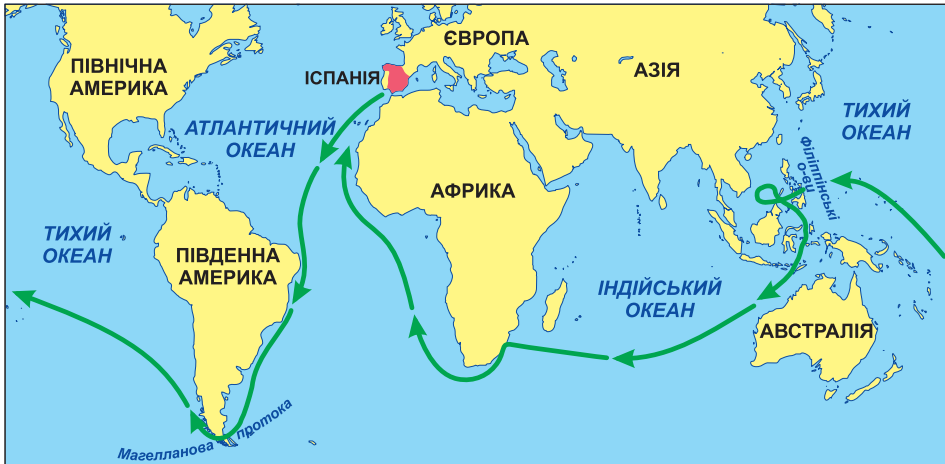 ЄВРОПА
ПІВНІЧНА
АМЕРИКА
ІСПАНІЯ
АЗІЯ
АТЛАНТИЧНИЙ
ОКЕАН
ТИХИЙ
ОКЕАН
Філіппінські
о-ви
АФРИКА
ТИХИЙ
ОКЕАН
ПІВДЕННА
АМЕРИКА
ІНДІЙСЬКИЙ
ОКЕАН
АВСТРАЛІЯ
Магелланова протока